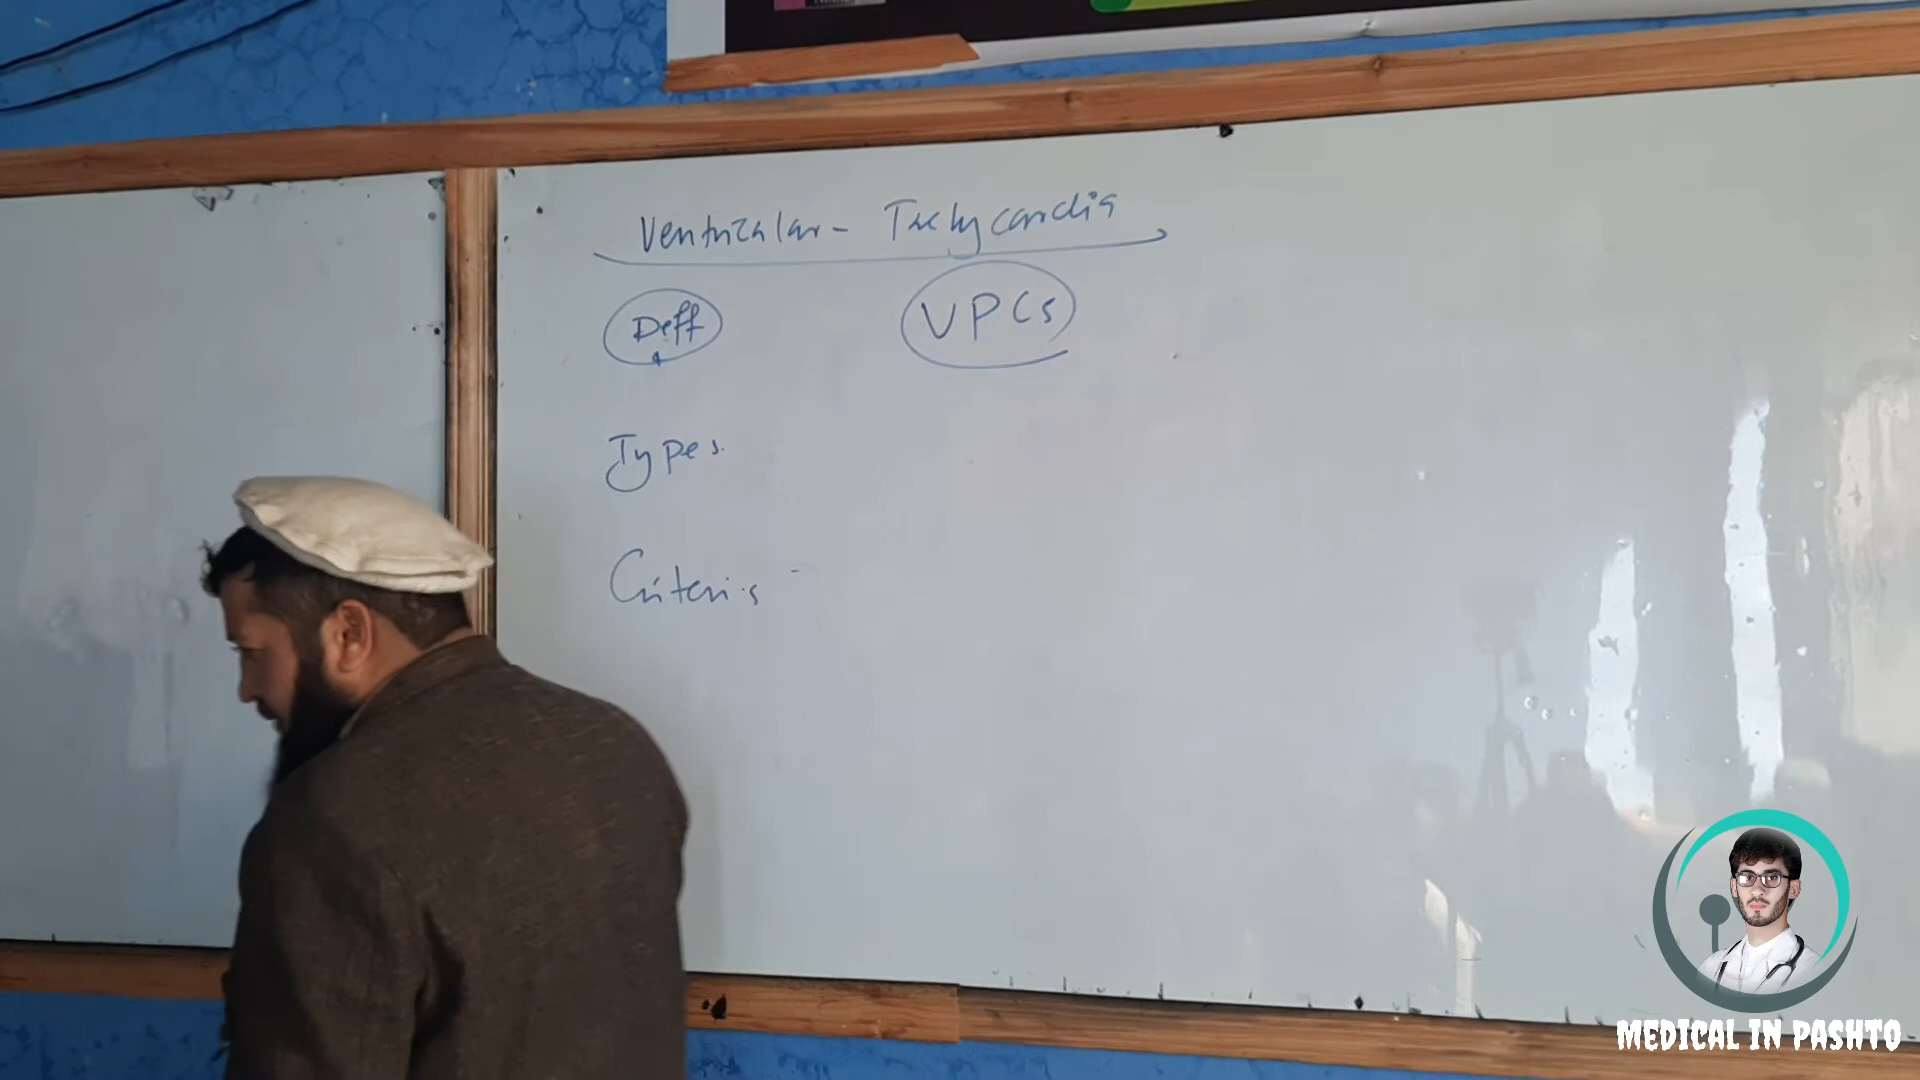 Ventricular - Tachycardia
Deff
VPCs
Types.
Criteria -
MEDICAL IN PASHTO